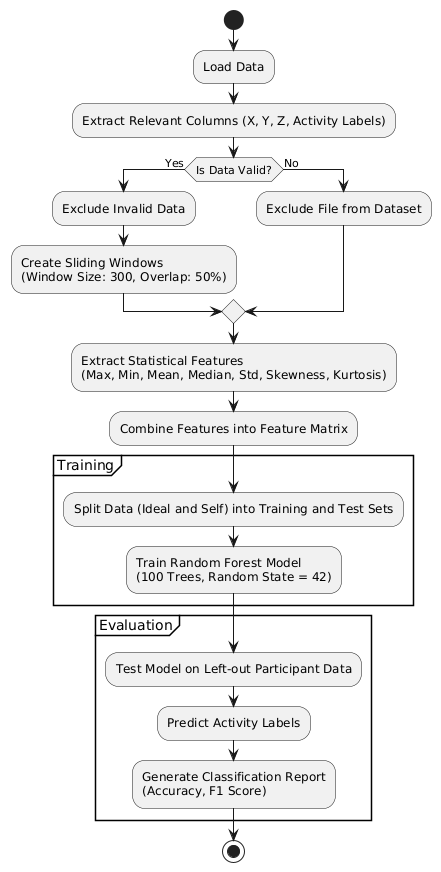 Load Data
Extract Relevant Columns (X, Y, Z, Activity Labels)
Is Data Valid?
Yes
No
Exclude Invalid Data
Exclude File from Dataset
Create Sliding Windows
(Window Size: 300, Overlap: 50%)
Extract Statistical Features
(Max, Min, Mean, Median, Std, Skewness, Kurtosis)
Combine Features into Feature Matrix
Training
Split Data (Ideal and Self) into Training and Test Sets
Train Random Forest Model
(100 Trees, Random State = 42)
Evaluation
Test Model on Left-out Participant Data
Predict Activity Labels
Generate Classification Report
(Accuracy, F1 Score)